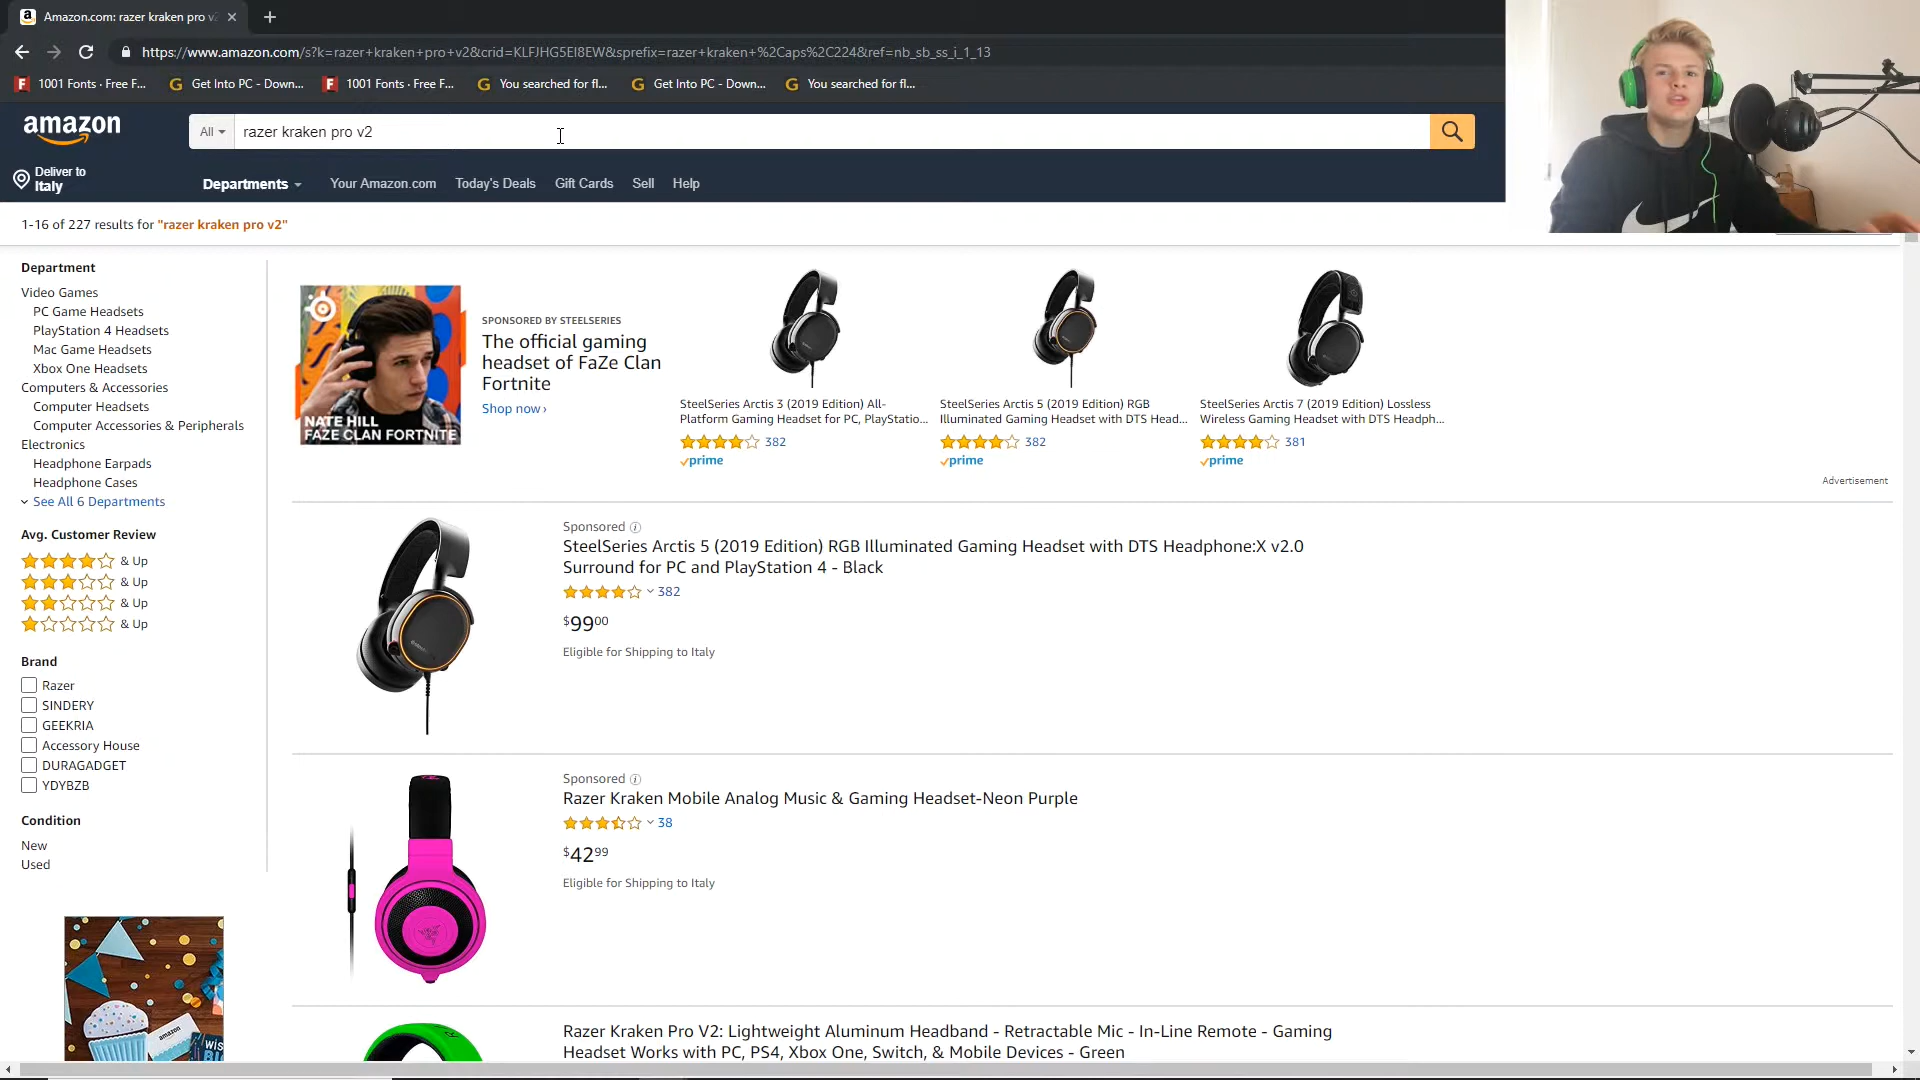 Amazon.com: razer kraken pro v2
https://www.amazon.com/s?k=razer+kraken+pro+v2&crid=KLFJHG5EI8EW&sprefix=razer+kraken+%2Caps%2C224&ref=nb_sb_ss_i_1_13
1001 Fonts · Free F...
Get Into PC - Down...
1001 Fonts · Free F...
You searched for fl...
Get Into PC - Down...
You searched for fl...
amazon
All
razer kraken pro v2
Deliver to
Italy
Departments
Your Amazon.com
Today's Deals
Gift Cards
Sell
Help
1-16 of 227 results for "razer kraken pro v2"
Department
Video Games
PC Game Headsets
PlayStation 4 Headsets
Mac Game Headsets
Xbox One Headsets
Computers & Accessories
Computer Headsets
Computer Accessories & Peripherals
Electronics
Headphone Earpads
Headphone Cases
See All 6 Departments
Avg. Customer Review
& Up
& Up
& Up
& Up
Brand
Razer
SINDERY
GEEKRIA
Accessory House
DURAGADGET
YDYBZB
Condition
New
Used
amazon
NATE HILL
FAZE CLAN FORTNITE
SPONSORED BY STEELSERIES
The official gaming
headset of FaZe Clan
Fortnite
Shop now ›
SteelSeries Arctis 3 (2019 Edition) All-
Platform Gaming Headset for PC, PlayStatio...
382
prime
SteelSeries Arctis 5 (2019 Edition) RGB
Illuminated Gaming Headset with DTS Head...
382
prime
SteelSeries Arctis 7 (2019 Edition) Lossless
Wireless Gaming Headset with DTS Headph...
381
prime
Advertisement
Sponsored
SteelSeries Arctis 5 (2019 Edition) RGB Illuminated Gaming Headset with DTS Headphone:X v2.0
Surround for PC and PlayStation 4 - Black
382
$99 00
Eligible for Shipping to Italy
Sponsored
Razer Kraken Mobile Analog Music & Gaming Headset-Neon Purple
38
$42 99
Eligible for Shipping to Italy
Razer Kraken Pro V2: Lightweight Aluminum Headband - Retractable Mic - In-Line Remote - Gaming
Headset Works with PC, PS4, Xbox One, Switch, & Mobile Devices - Green